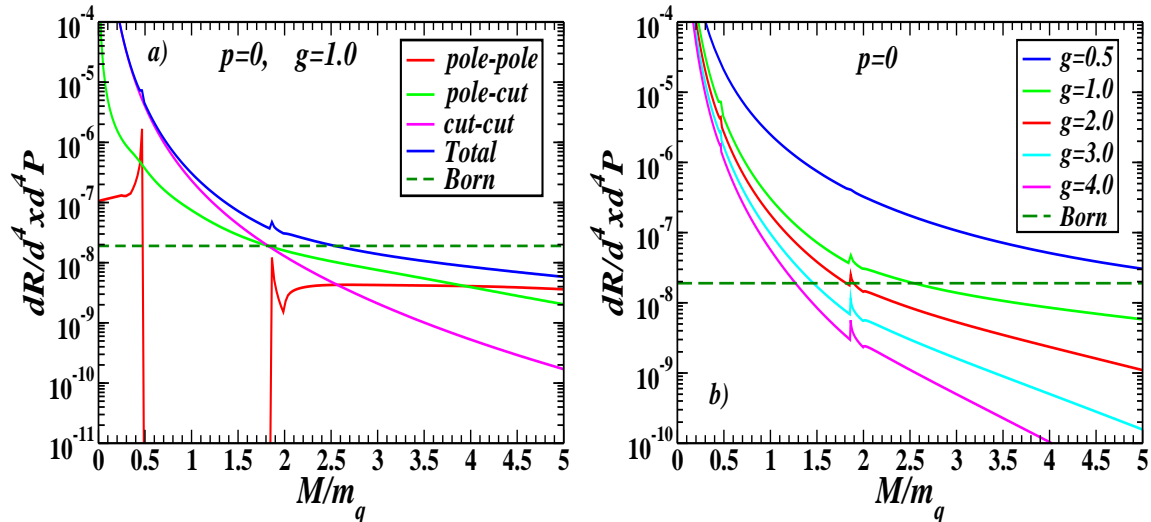 a)
p=0, g=1.0
pole-pole
pole-cut
cut-cut
Total
Born
10^-4
10^-5
10^-6
10^-7
10^-8
10^-9
10^-10
10^-11
dR/d^4xd^4P
0 0.5 1 1.5 2 2.5 3 3.5 4 4.5 5
M/m_q
p=0
g=0.5
g=1.0
g=2.0
g=3.0
g=4.0
Born
b)
10^-4
10^-5
10^-6
10^-7
10^-8
10^-9
10^-10
dR/d^4xd^4P
0 0.5 1 1.5 2 2.5 3 3.5 4 4.5 5
M/m_q